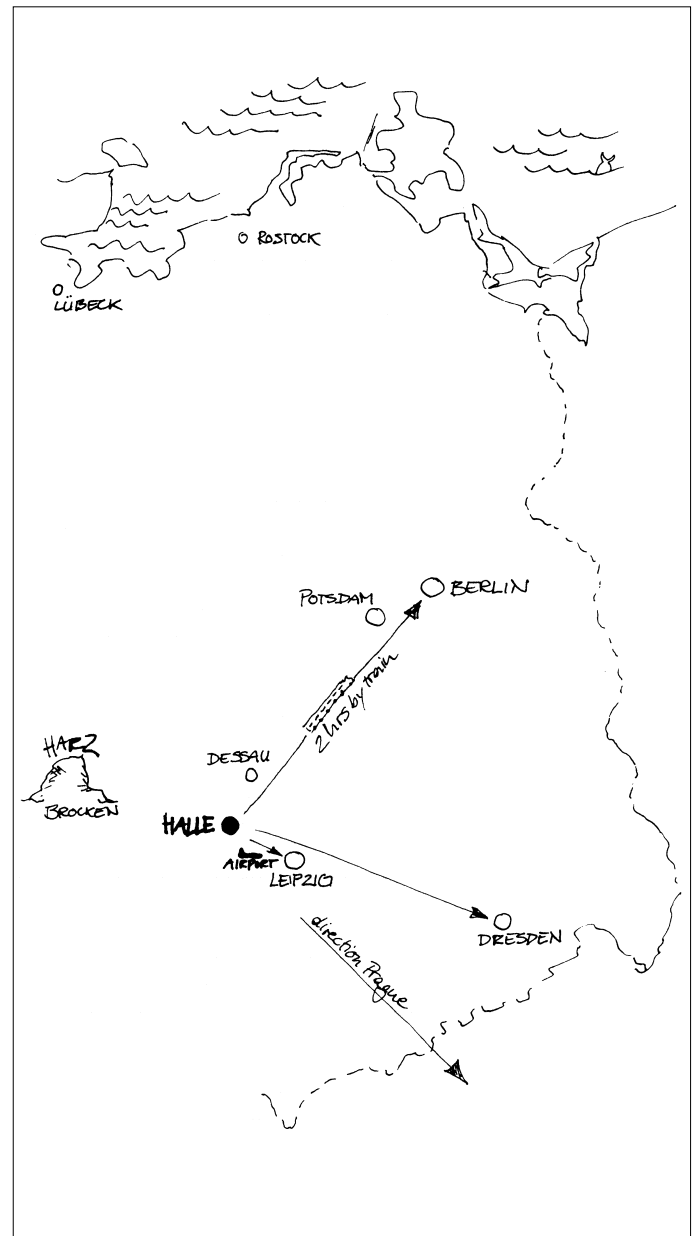 ROSTOCK
LÜBECK
BERLIN
POTSDAM
2 hrs by train
HARZ
DESSAU
BROCKEN
HALLE
AIRPORT
LEIPZIG
DRESDEN
direction Prague